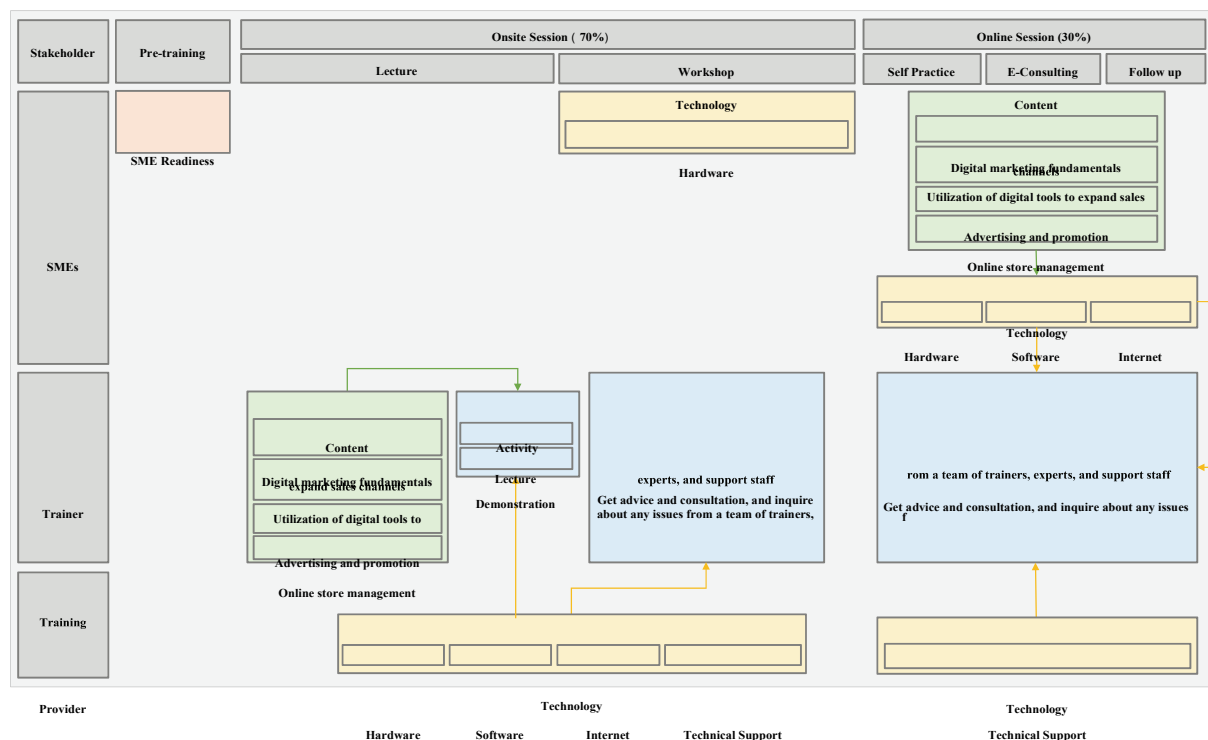 Stakeholder
Pre-training
Onsite Session ( 70%)
Online Session (30%)
Lecture
Workshop
Self Practice
E-Consulting
Follow up
SMEs
SME Readiness
Technology
Hardware
Content
Digital marketing fundamentals
channels
Utilization of digital tools to expand sales
Advertising and promotion
Online store management
Technology
Hardware
Software
Internet
Trainer
Content
Digital marketing fundamentals
expand sales channels
Utilization of digital tools to
Advertising and promotion
Online store management
Activity
Lecture
Demonstration
experts, and support staff
Get advice and consultation, and inquire
about any issues from a team of trainers,
rom a team of trainers, experts, and support staff
Get advice and consultation, and inquire about any issues
f
Training
Provider
Technology
Hardware
Software
Internet
Technical Support
Technology
Technical Support